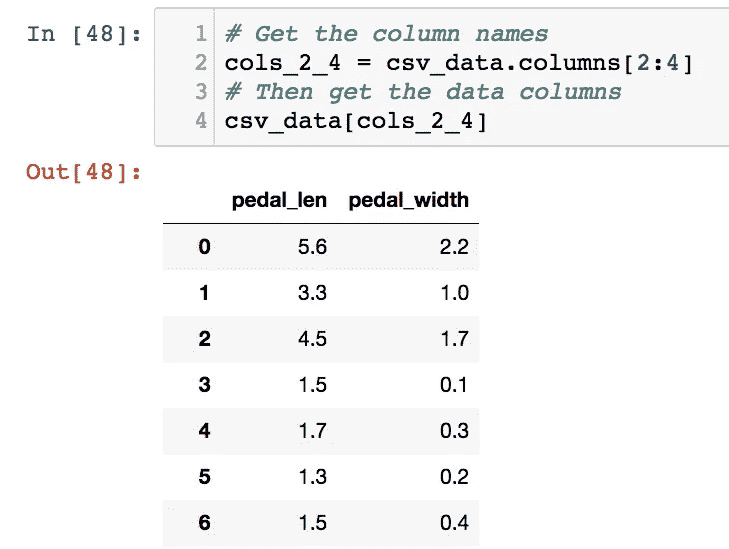 In [48]:
1 # Get the column names
2 cols_2_4 = csv_data.columns[2:4]
3 # Then get the data columns
4 csv_data[cols_2_4]
Out[48]:
pedal_len pedal_width
0 5.6 2.2
1 3.3 1.0
2 4.5 1.7
3 1.5 0.1
4 1.7 0.3
5 1.3 0.2
6 1.5 0.4